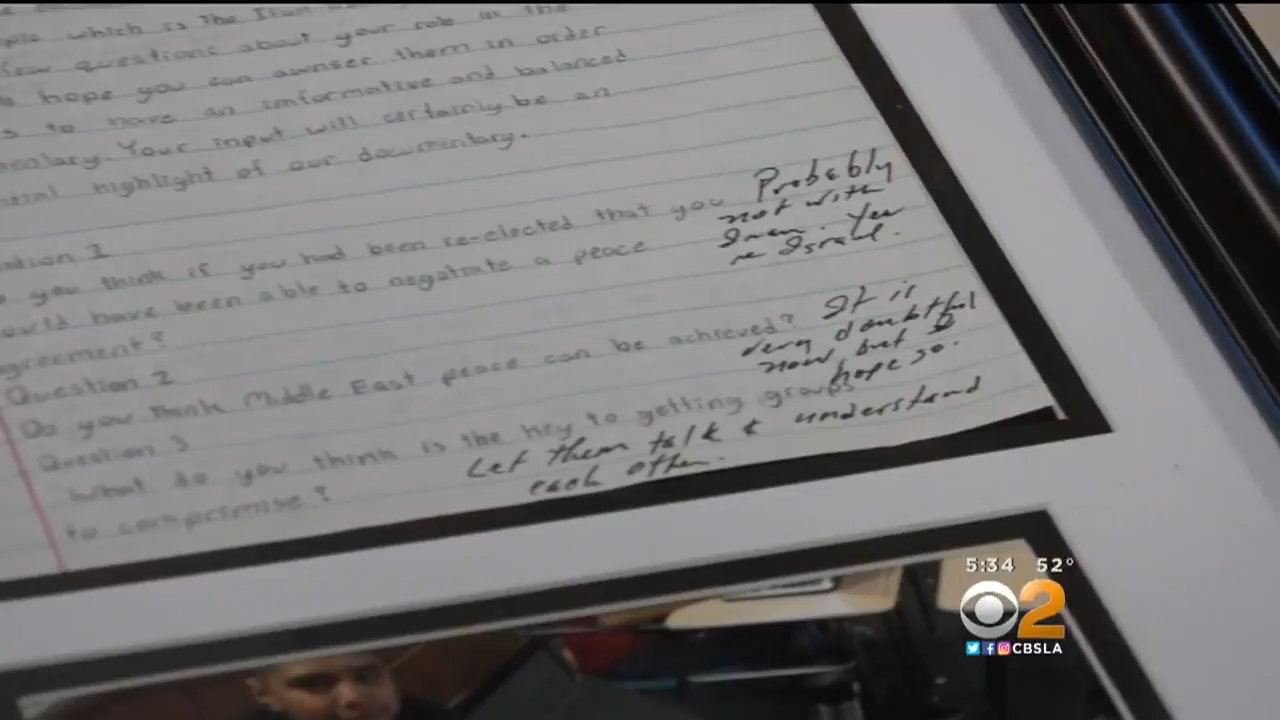 which is The Iron
few questions about your role in the
hope you can awnser them in order
to have an imformative and balanced
Your input will certainly be an
highlight of our documentary.
1
you think if you had been re-elected that you
have been able to negotiate a peace
agreement?
Probably
not with
Iran. Yes
re Israel.
Question 2
Do you think Middle East peace can be achieved?
It is
very doubtful
now, but I
hope so.
Question 3
What do you think is the key to getting groups
to compromise?
Let them talk & understand
each other.
5:34 52°
2
CBSLA